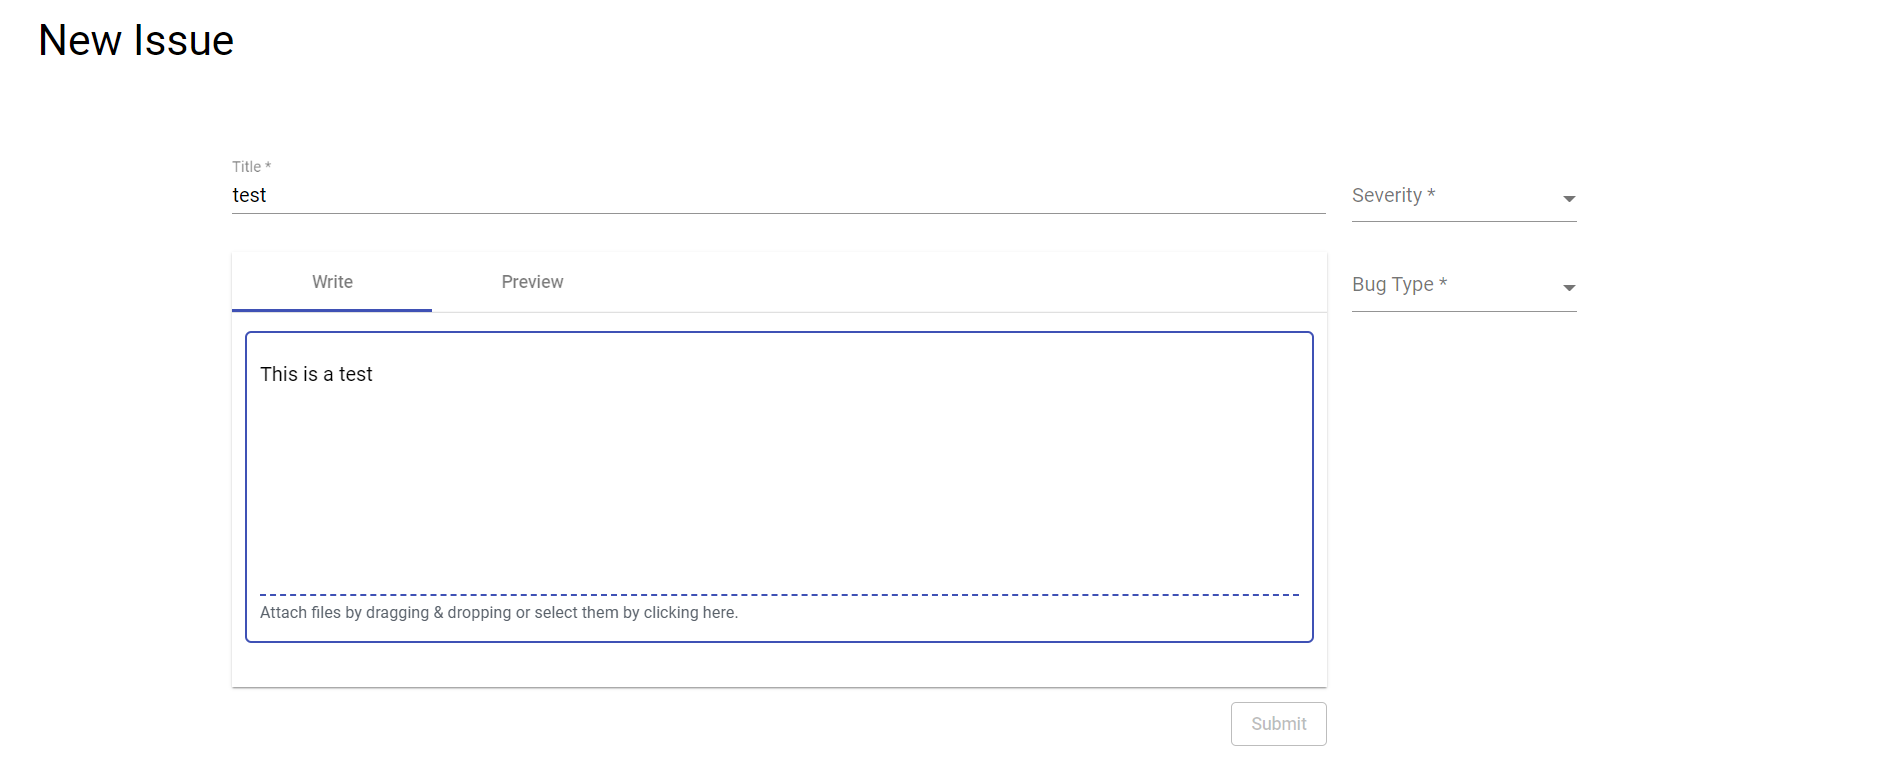 New Issue
Title *
test
Severity *
Write Preview
Bug Type *
This is a test
Attach files by dragging & dropping or select them by clicking here.
Submit